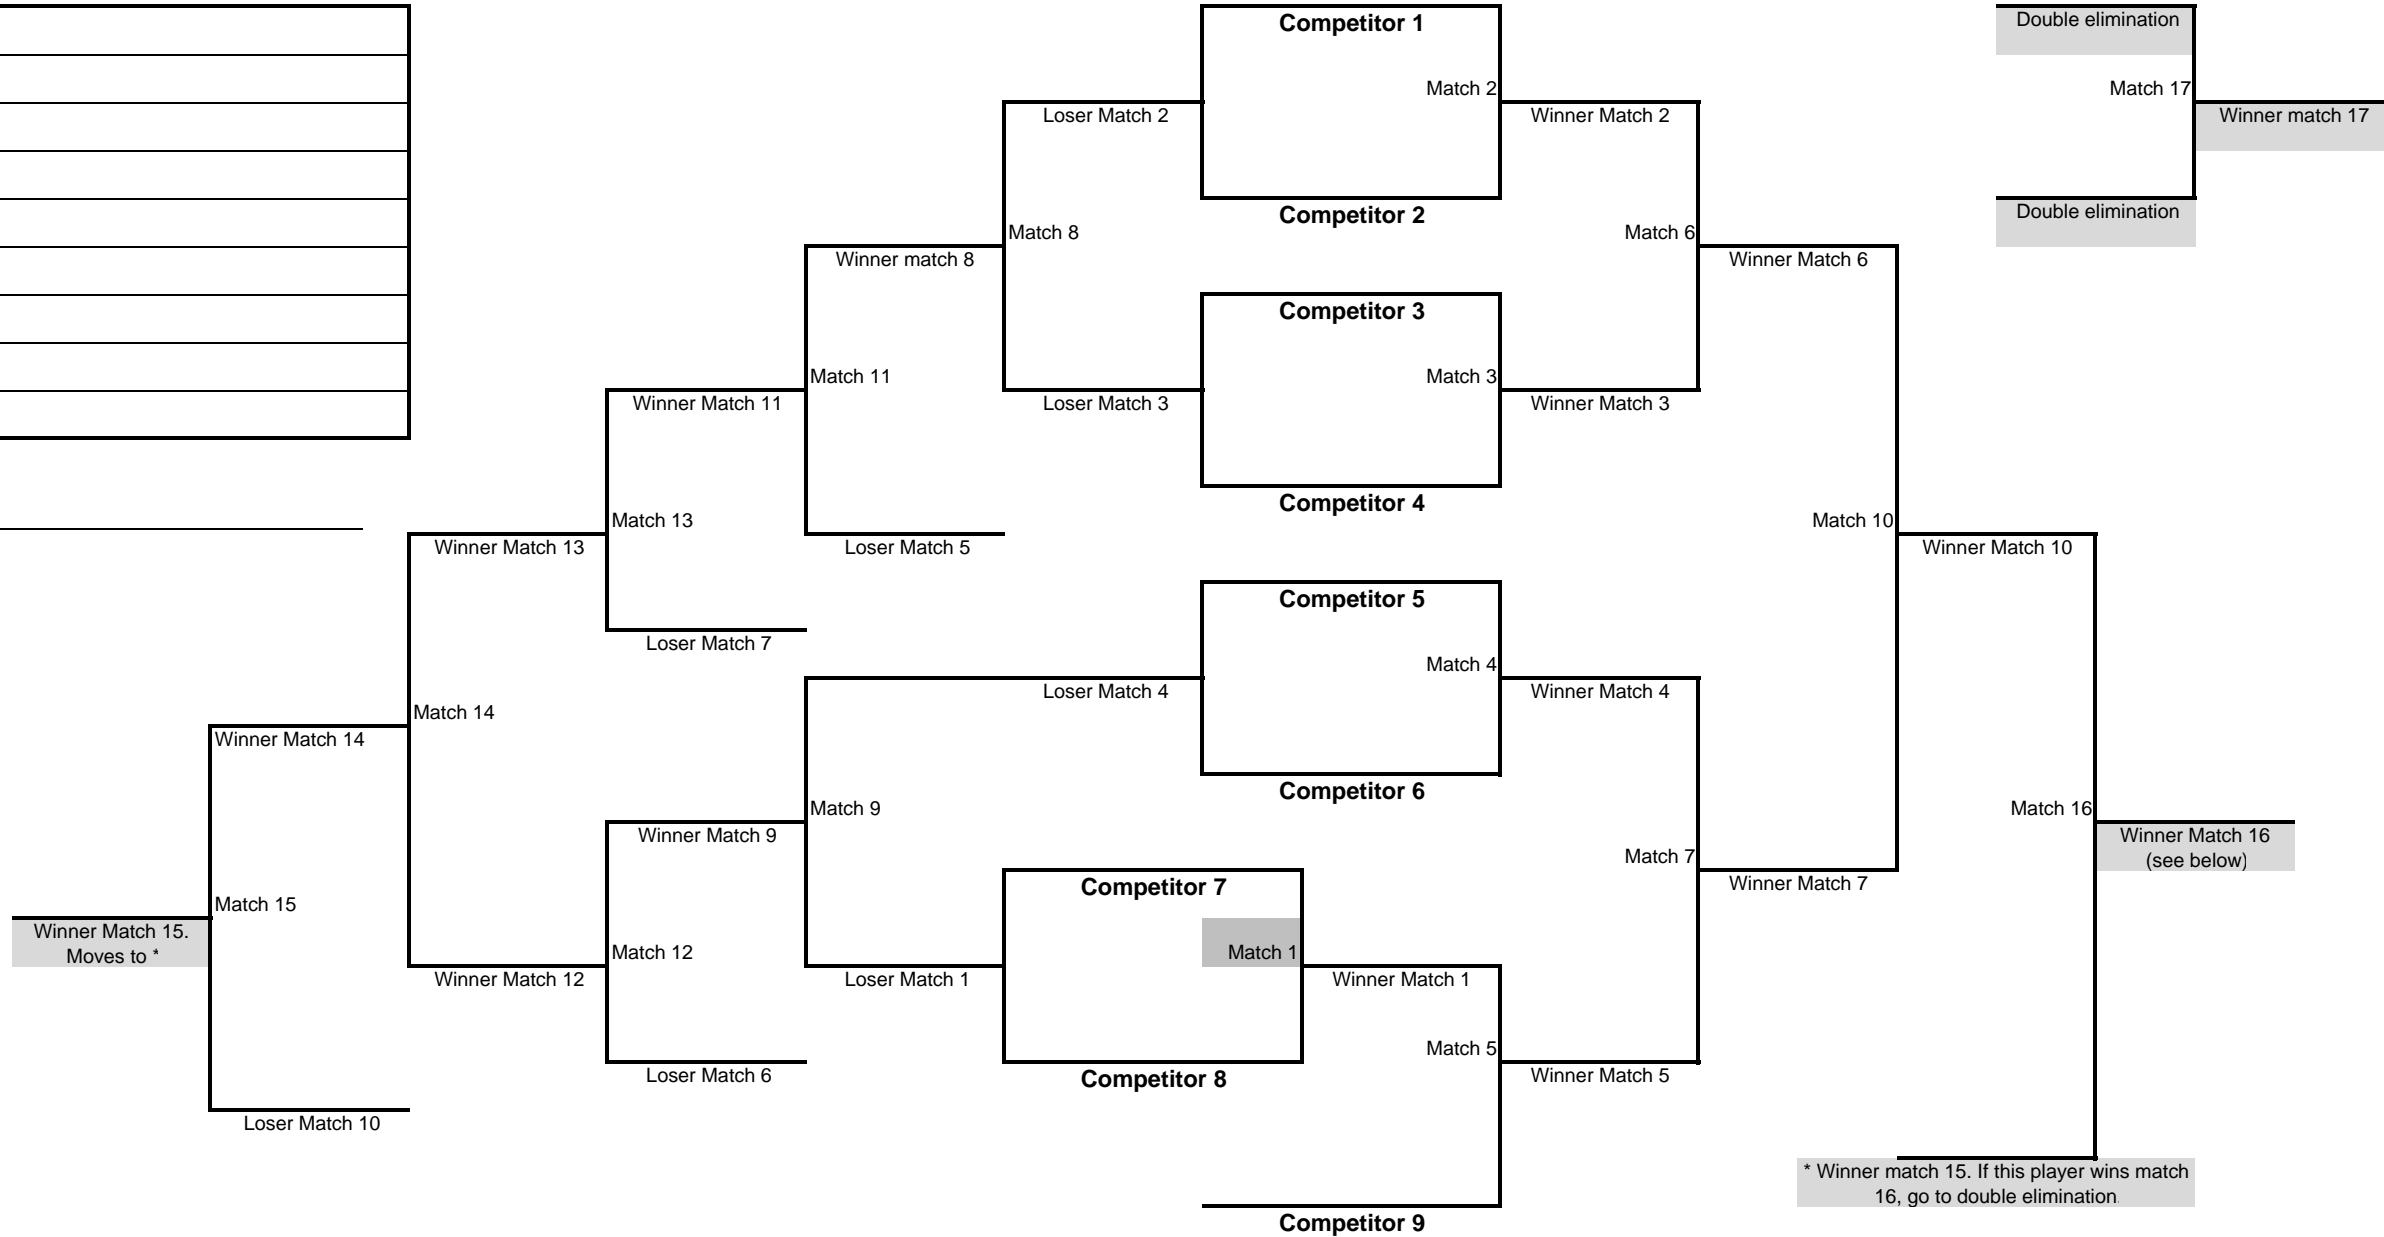 Competitor 1
Double elimination
Match 2
Match 17
Loser Match 2
Winner Match 2
Winner match 17
Competitor 2
Double elimination
Match 8
Match 6
Winner match 8
Winner Match 6
Competitor 3
Match 11
Match 3
Winner Match 11
Loser Match 3
Winner Match 3
Competitor 4
Match 13
Match 10
Winner Match 13
Loser Match 5
Winner Match 10
Competitor 5
Loser Match 7
Match 4
Loser Match 4
Winner Match 4
Match 14
Winner Match 14
Competitor 6
Match 9
Match 16
Winner Match 9
Winner Match 16
(see below)
Match 7
Competitor 7
Winner Match 7
Match 15
Winner Match 15.
Moves to *
Match 12
Match 1
Winner Match 12
Loser Match 1
Winner Match 1
Match 5
Loser Match 6
Competitor 8
Winner Match 5
Loser Match 10
* Winner match 15. If this player wins match
16, go to double elimination.
Competitor 9